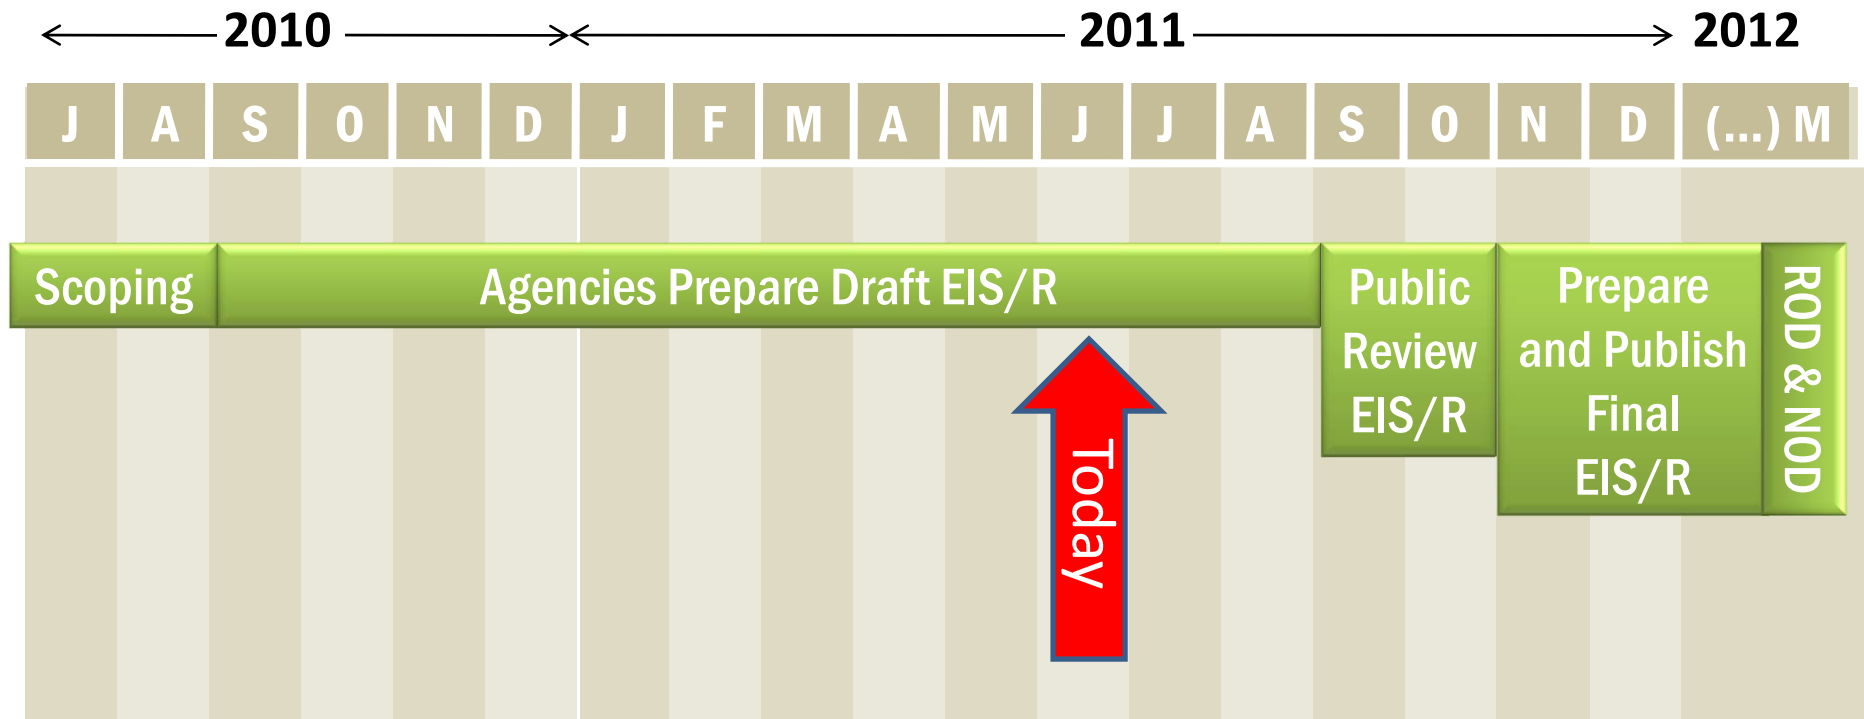 2010 2011 2012
J A S O N D J F M A M J J A S O N D (...) M
Scoping
Agencies Prepare Draft EIS/R
Public
Review
EIS/R
Prepare
and Publish
Final
EIS/R
ROD & NOD
Today